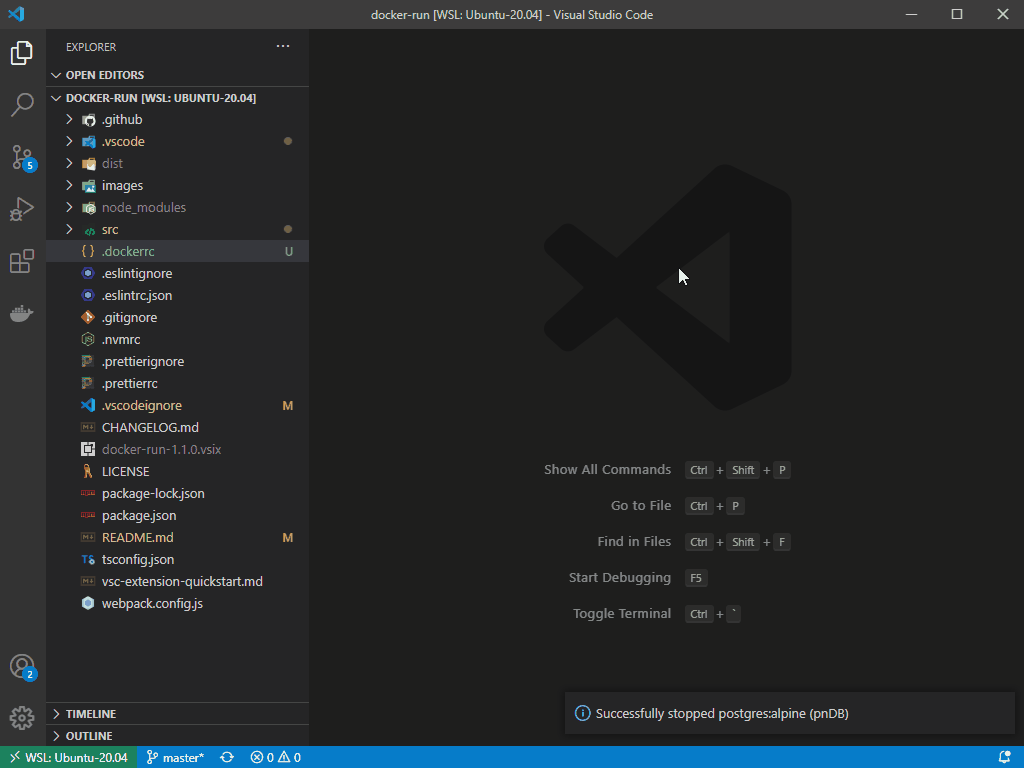 docker-run [WSL: Ubuntu-20.04] - Visual Studio Code
EXPLORER
OPEN EDITORS
DOCKER-RUN [WSL: UBUNTU-20.04]
.github
.vscode
dist
images
node_modules
src
.dockerrc U
.eslintignore
.eslintrc.json
.gitignore
.nvmrc
.prettierignore
.prettierrc
.vscodeignore M
CHANGELOG.md
docker-run-1.1.0.vsix
LICENSE
package-lock.json
package.json
README.md M
TS tsconfig.json
vsc-extension-quickstart.md
webpack.config.js
5
2
TIMELINE
OUTLINE
Show All Commands Ctrl + Shift + P
Go to File Ctrl + P
Find in Files Ctrl + Shift + F
Start Debugging F5
Toggle Terminal Ctrl + `
Successfully stopped postgres:alpine (pnDB)
WSL: Ubuntu-20.04 master* 0 0